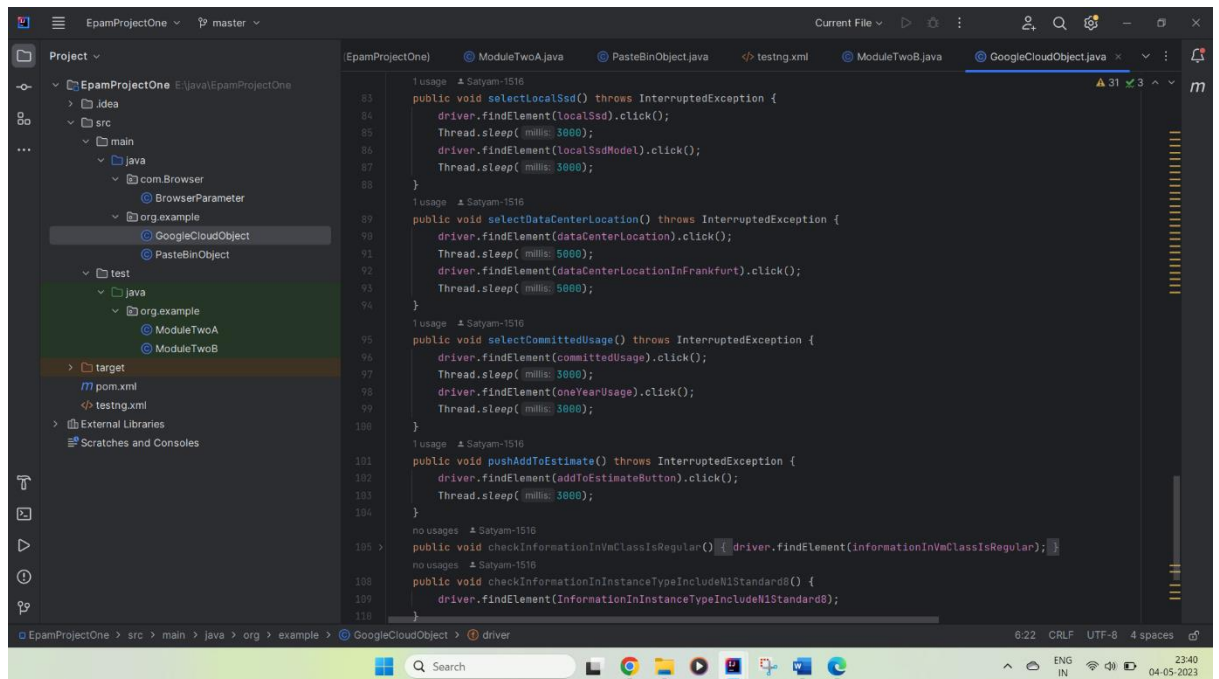 EpamProjectOne master Current File
Project
(EpamProjectOne) ModuleTwoA.java PasteBinObject.java testng.xml ModuleTwoB.java GoogleCloudObject.java
EpamProjectOne E:\java\EpamProjectOne
.idea
src
main
java
com.Browser
BrowserParameter
org.example
GoogleCloudObject
PasteBinObject
test
java
org.example
ModuleTwoA
ModuleTwoB
target
pom.xml
testng.xml
External Libraries
Scratches and Consoles
31 3
1 usage Satyam-1516
83 public void selectLocalSsd() throws InterruptedException {
84 driver.findElement(localSsd).click();
85 Thread.sleep( millis: 3000);
86 driver.findElement(localSsdModel).click();
87 Thread.sleep( millis: 3000);
88 }
1 usage Satyam-1516
89 public void selectDataCenterLocation() throws InterruptedException {
90 driver.findElement(dataCenterLocation).click();
91 Thread.sleep( millis: 5000);
92 driver.findElement(dataCenterLocationInFrankfurt).click();
93 Thread.sleep( millis: 5000);
94 }
1 usage Satyam-1516
95 public void selectCommittedUsage() throws InterruptedException {
96 driver.findElement(committedUsage).click();
97 Thread.sleep( millis: 3000);
98 driver.findElement(oneYearUsage).click();
99 Thread.sleep( millis: 3000);
100 }
1 usage Satyam-1516
101 public void pushAddToEstimate() throws InterruptedException {
102 driver.findElement(addToEstimateButton).click();
103 Thread.sleep( millis: 3000);
104 }
no usages Satyam-1516
105 public void checkInformationInVmClassIsRegular() { driver.findElement(informationInVmClassIsRegular); }
no usages Satyam-1516
108 public void checkInformationInInstanceTypeIncludeN1Standard8() {
109 driver.findElement(InformationInInstanceTypeIncludeN1Standard8);
110 }
EpamProjectOne > src > main > java > org > example > GoogleCloudObject > driver 6:22 CRLF UTF-8 4 spaces
Search ENG IN 23:40 04-05-2023